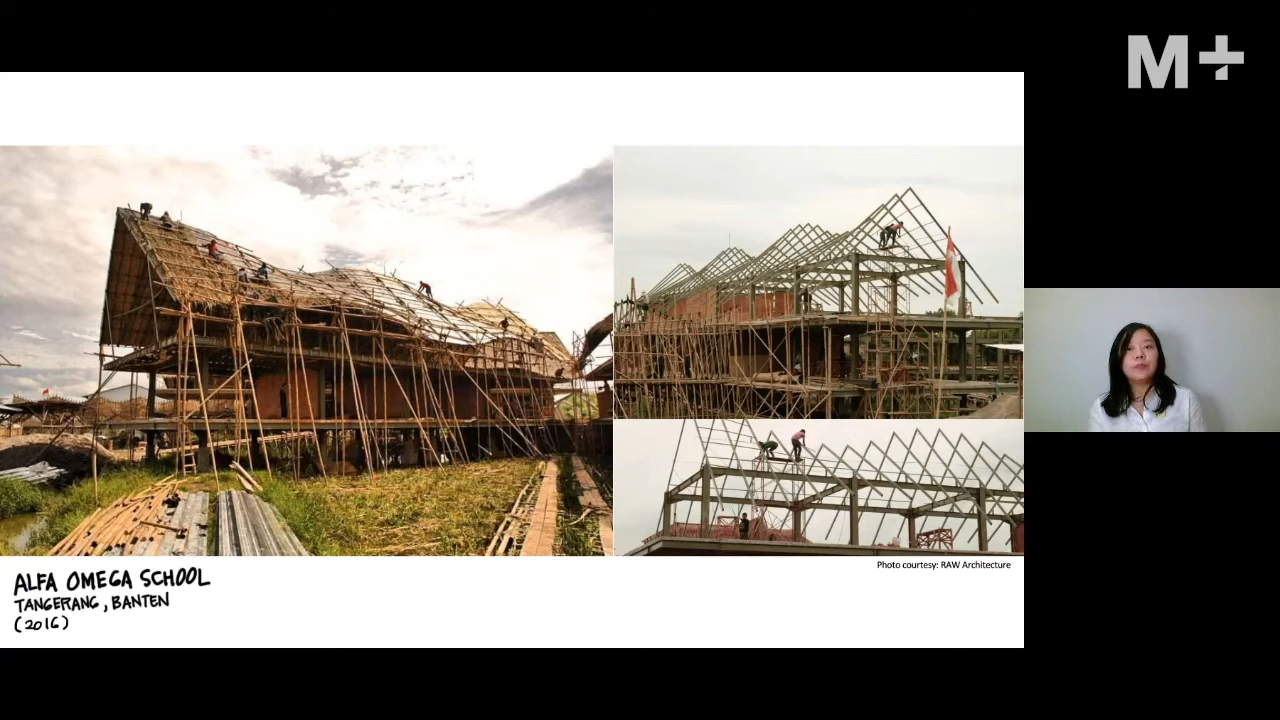 M+
Photo courtesy: RAW Architecture
ALFA OMEGA SCHOOL
TANGERANG, BANTEN
(2016)